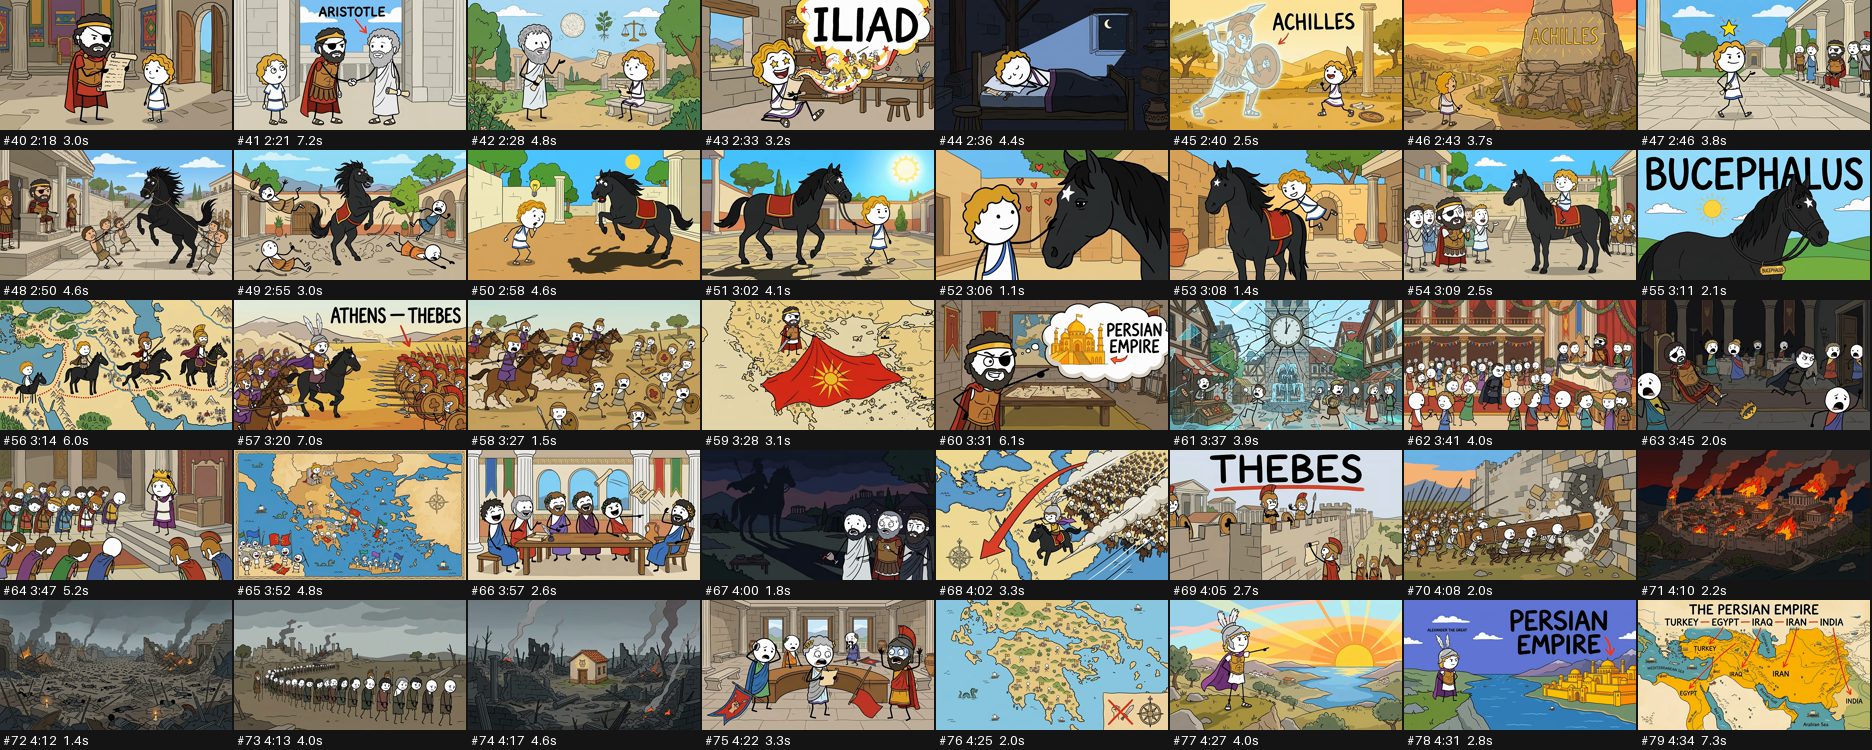 ARISTOTLE
ILIAD
ACHILLES
ACHILLES
#40 2:18 3.0s
#41 2:21 7.2s
#42 2:28 4.8s
#43 2:33 3.2s
#44 2:36 4.4s
#45 2:40 2.5s
#46 2:43 3.7s
#47 2:46 3.8s
BUCEPHALUS
BUCEPHALUS
#48 2:50 4.6s
#49 2:55 3.0s
#50 2:58 4.6s
#51 3:02 4.1s
#52 3:06 1.1s
#53 3:08 1.4s
#54 3:09 2.5s
#55 3:11 2.1s
ATHENS — THEBES
PERSIAN
EMPIRE
#56 3:14 6.0s
#57 3:20 7.0s
#58 3:27 1.5s
#59 3:28 3.1s
#60 3:31 6.1s
#61 3:37 3.9s
#62 3:41 4.0s
#63 3:45 2.0s
THEBES
#64 3:47 5.2s
#65 3:52 4.8s
#66 3:57 2.6s
#67 4:00 1.8s
#68 4:02 3.3s
#69 4:05 2.7s
#70 4:08 2.0s
#71 4:10 2.2s
ALEXANDER THE GREAT
PERSIAN
EMPIRE
THE PERSIAN EMPIRE
TURKEY — EGYPT — IRAQ — IRAN — INDIA
TURKEY
MEDITERRANEAN SEA
IRAQ
IRAN
EGYPT
INDIA
Arabian Sea
#72 4:12 1.4s
#73 4:13 4.0s
#74 4:17 4.6s
#75 4:22 3.3s
#76 4:25 2.0s
#77 4:27 4.0s
#78 4:31 2.8s
#79 4:34 7.3s